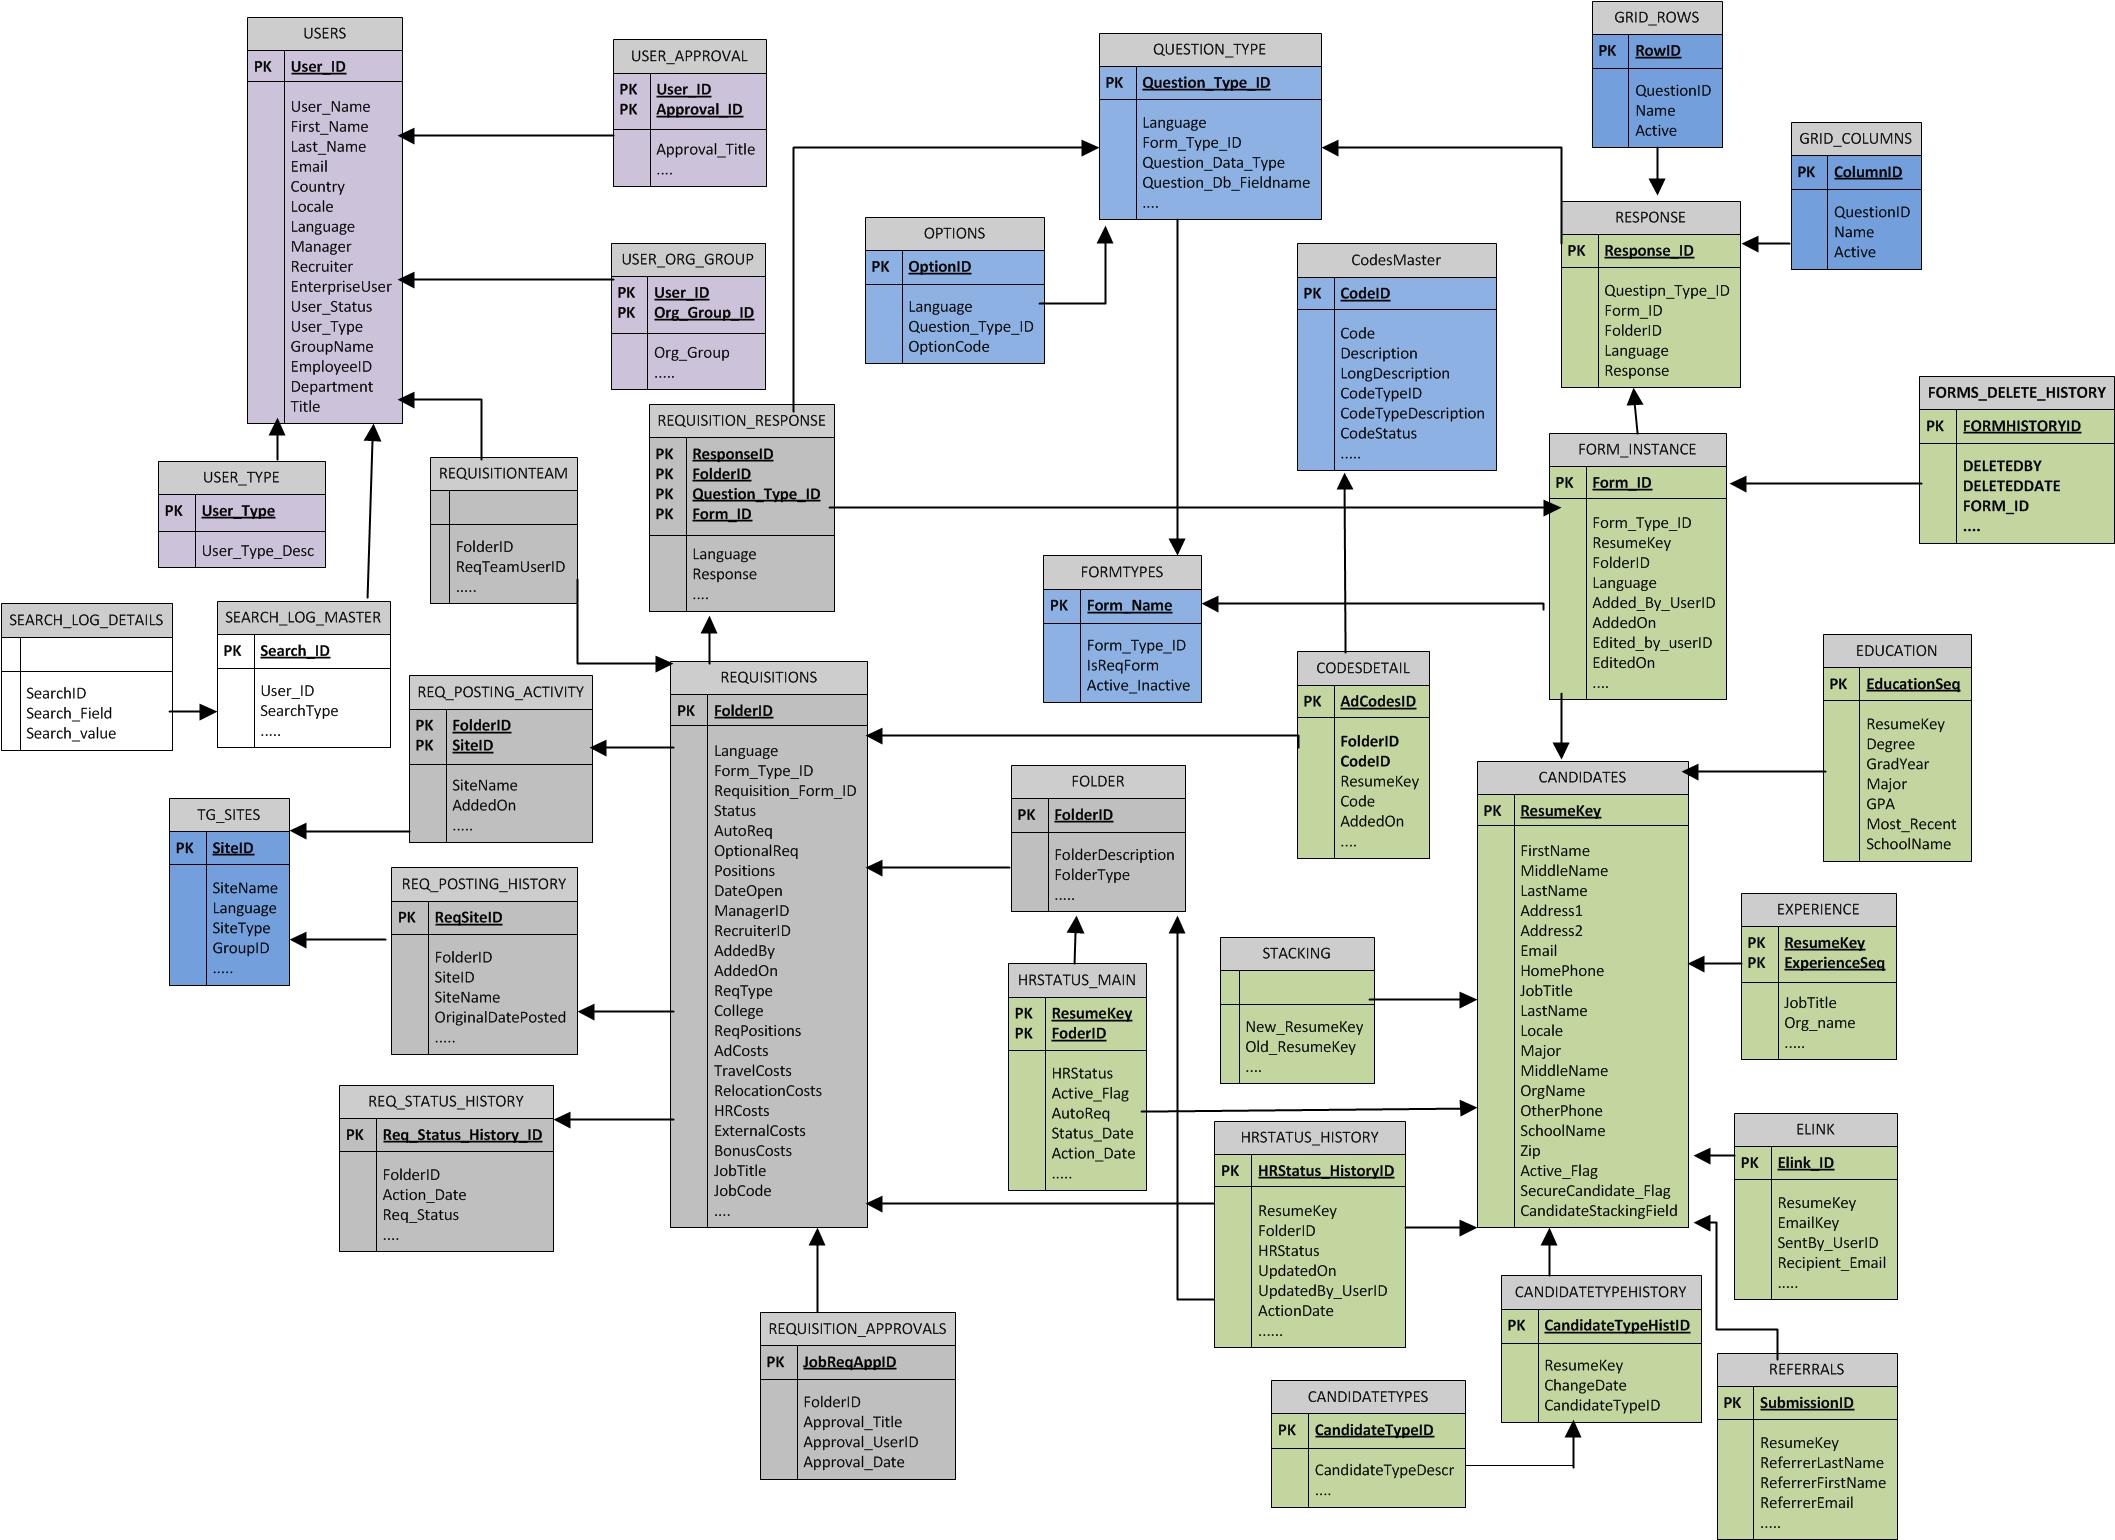 USERS
PK User_ID
User_Name
First_Name
Last_Name
Email
Country
Locale
Language
Manager
Recruiter
EnterpriseUser
User_Status
User_Type
GroupName
EmployeeID
Department
Title
USER_APPROVAL
PK User_ID
PK Approval_ID
Approval_Title
....
USER_ORG_GROUP
PK User_ID
PK Org_Group_ID
Org_Group
.....
QUESTION_TYPE
PK Question_Type_ID
Language
Form_Type_ID
Question_Data_Type
Question_Db_Fieldname
....
GRID_ROWS
PK RowID
QuestionID
Name
Active
GRID_COLUMNS
PK ColumnID
QuestionID
Name
Active
OPTIONS
PK OptionID
Language
Question_Type_ID
OptionCode
CodesMaster
PK CodeID
Code
Description
LongDescription
CodeTypeID
CodeTypeDescription
CodeStatus
.....
RESPONSE
PK Response_ID
Questipn_Type_ID
Form_ID
FolderID
Language
Response
FORMS_DELETE_HISTORY
PK FORMHISTORYID
DELETEDBY
DELETEDDATE
FORM_ID
....
USER_TYPE
PK User_Type
User_Type_Desc
REQUISITIONTEAM
FolderID
ReqTeamUserID
.....
REQUISITION_RESPONSE
PK ResponseID
PK FolderID
PK Question_Type_ID
PK Form_ID
Language
Response
....
FORM_INSTANCE
PK Form_ID
Form_Type_ID
ResumeKey
FolderID
Language
Added_By_UserID
AddedOn
Edited_by_userID
EditedOn
....
FORMTYPES
PK Form_Name
Form_Type_ID
IsReqForm
Active_Inactive
SEARCH_LOG_DETAILS
SearchID
Search_Field
Search_value
SEARCH_LOG_MASTER
PK Search_ID
User_ID
SearchType
.....
REQ_POSTING_ACTIVITY
PK FolderID
PK SiteID
SiteName
AddedOn
.....
REQUISITIONS
PK FolderID
Language
Form_Type_ID
Requisition_Form_ID
Status
AutoReq
OptionalReq
Positions
DateOpen
ManagerID
RecruiterID
AddedBy
AddedOn
ReqType
College
ReqPositions
AdCosts
TravelCosts
RelocationCosts
HRCosts
ExternalCosts
BonusCosts
JobTitle
JobCode
....
CODESDETAIL
PK AdCodesID
FolderID
CodeID
ResumeKey
Code
AddedOn
....
EDUCATION
PK EducationSeq
ResumeKey
Degree
GradYear
Major
GPA
Most_Recent
SchoolName
TG_SITES
PK SiteID
SiteName
Language
SiteType
GroupID
.....
REQ_POSTING_HISTORY
PK ReqSiteID
FolderID
SiteID
SiteName
OriginalDatePosted
.....
FOLDER
PK FolderID
FolderDescription
FolderType
.....
CANDIDATES
PK ResumeKey
FirstName
MiddleName
LastName
Address1
Address2
Email
HomePhone
JobTitle
LastName
Locale
Major
MiddleName
OrgName
OtherPhone
SchoolName
Zip
Active_Flag
SecureCandidate_Flag
CandidateStackingField
EXPERIENCE
PK ResumeKey
PK ExperienceSeq
JobTitle
Org_name
.....
STACKING
New_ResumeKey
Old_ResumeKey
....
HRSTATUS_MAIN
PK ResumeKey
PK FoderID
HRStatus
Active_Flag
AutoReq
Status_Date
Action_Date
.....
REQ_STATUS_HISTORY
PK Req_Status_History_ID
FolderID
Action_Date
Req_Status
....
HRSTATUS_HISTORY
PK HRStatus_HistoryID
ResumeKey
FolderID
HRStatus
UpdatedOn
UpdatedBy_UserID
ActionDate
......
ELINK
PK Elink_ID
ResumeKey
EmailKey
SentBy_UserID
Recipient_Email
.....
REQUISITION_APPROVALS
PK JobReqAppID
FolderID
Approval_Title
Approval_UserID
Approval_Date
CANDIDATETYPEHISTORY
PK CandidateTypeHistID
ResumeKey
ChangeDate
CandidateTypeID
CANDIDATETYPES
PK CandidateTypeID
CandidateTypeDescr
....
REFERRALS
PK SubmissionID
ResumeKey
ReferrerLastName
ReferrerFirstName
ReferrerEmail
.....